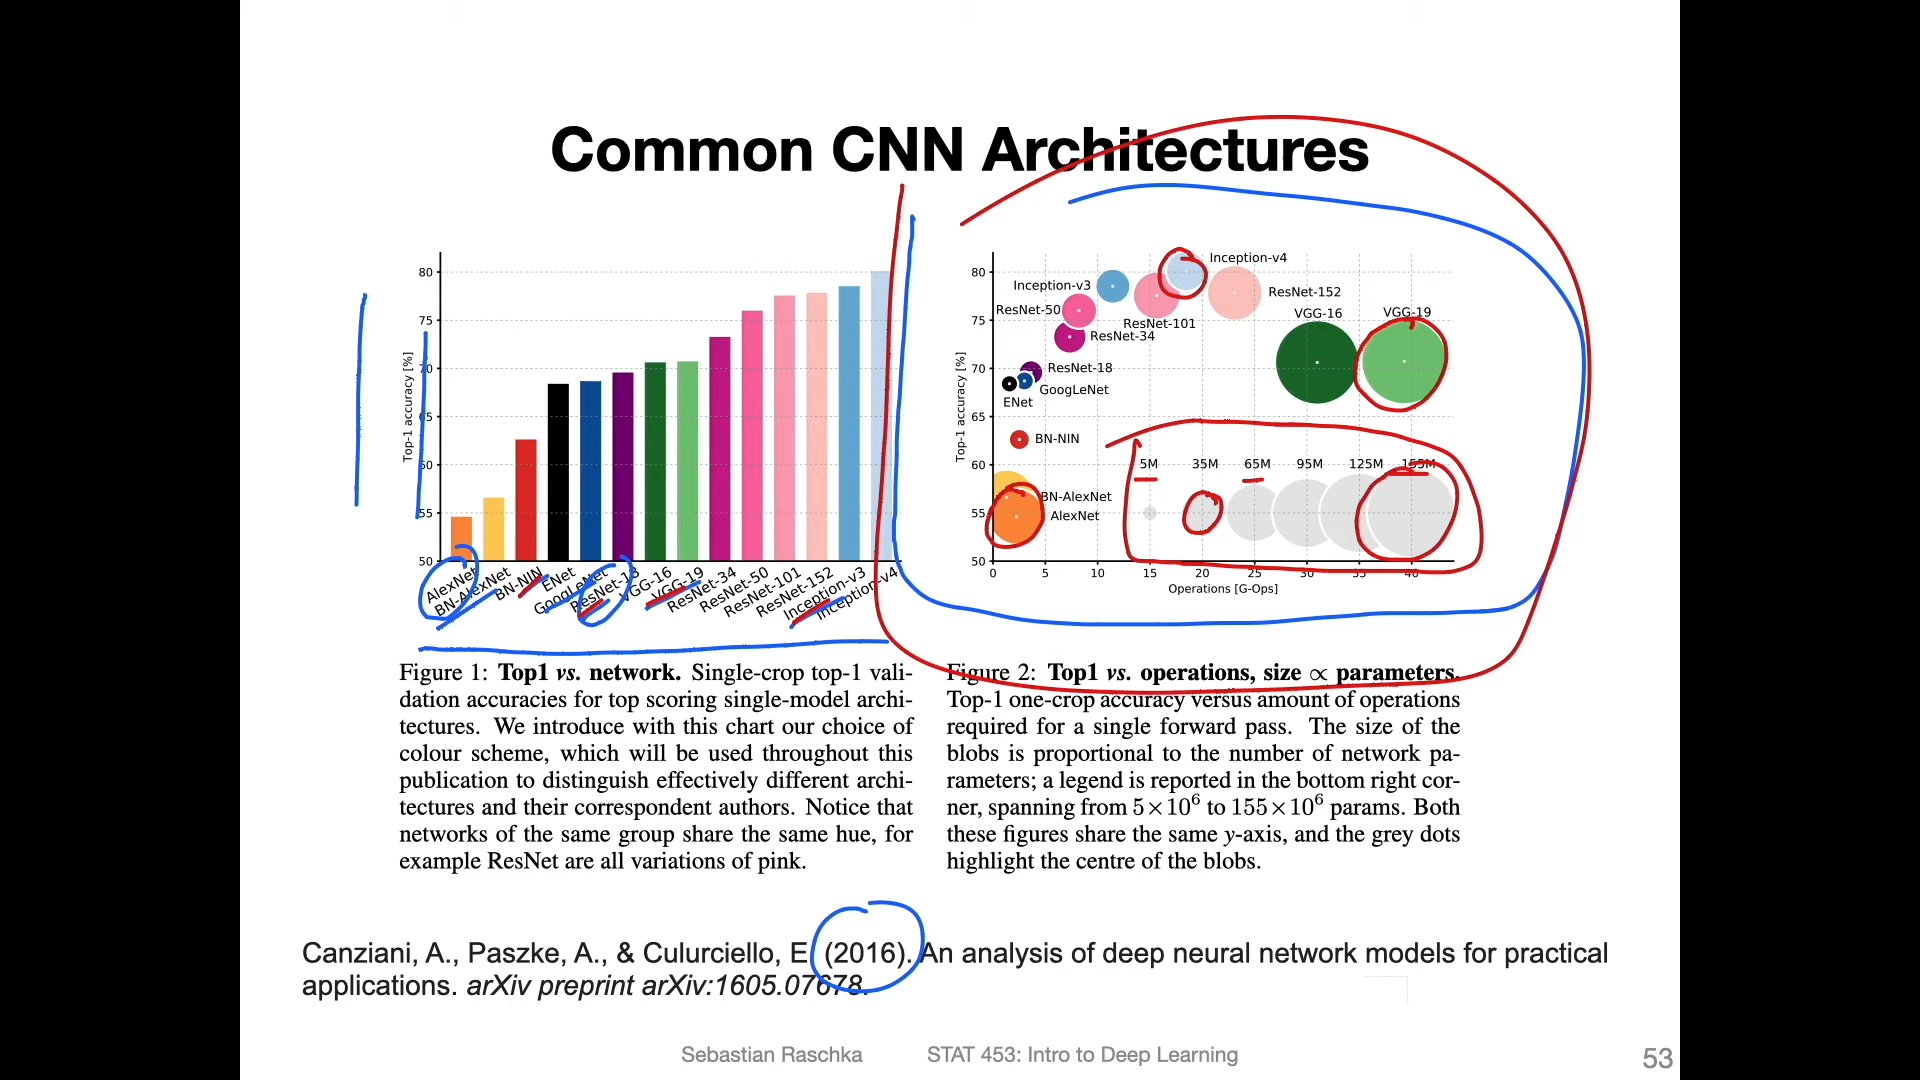 Common CNN Architectures
80
75
70
65
60
55
50
Top-1 accuracy [%]
AlexNet
BN-AlexNet
BN-NIN
ENet
GoogLeNet
ResNet-18
VGG-16
VGG-19
ResNet-34
ResNet-50
ResNet-101
ResNet-152
Inception-v3
Inception-v4
80
75
70
65
60
55
50
Top-1 accuracy [%]
Inception-v4
Inception-v3
ResNet-152
ResNet-50
VGG-16
VGG-19
ResNet-101
ResNet-34
ResNet-18
GoogLeNet
ENet
BN-NIN
5M
35M
65M
95M
125M
155M
BN-AlexNet
AlexNet
0
5
10
15
20
25
30
35
40
Operations [G-Ops]
Figure 1: Top1 vs. network. Single-crop top-1 vali-
dation accuracies for top scoring single-model archi-
tectures. We introduce with this chart our choice of
colour scheme, which will be used throughout this
publication to distinguish effectively different archi-
tectures and their correspondent authors. Notice that
networks of the same group share the same hue, for
example ResNet are all variations of pink.
Figure 2: Top1 vs. operations, size ∝ parameters.
Top-1 one-crop accuracy versus amount of operations
required for a single forward pass. The size of the
blobs is proportional to the number of network pa-
rameters; a legend is reported in the bottom right cor-
ner, spanning from 5×10⁶ to 155×10⁶ params. Both
these figures share the same y-axis, and the grey dots
highlight the centre of the blobs.
Canziani, A., Paszke, A., & Culurciello, E. (2016). An analysis of deep neural network models for practical
applications. arXiv preprint arXiv:1605.07678.
Sebastian Raschka
STAT 453: Intro to Deep Learning
53